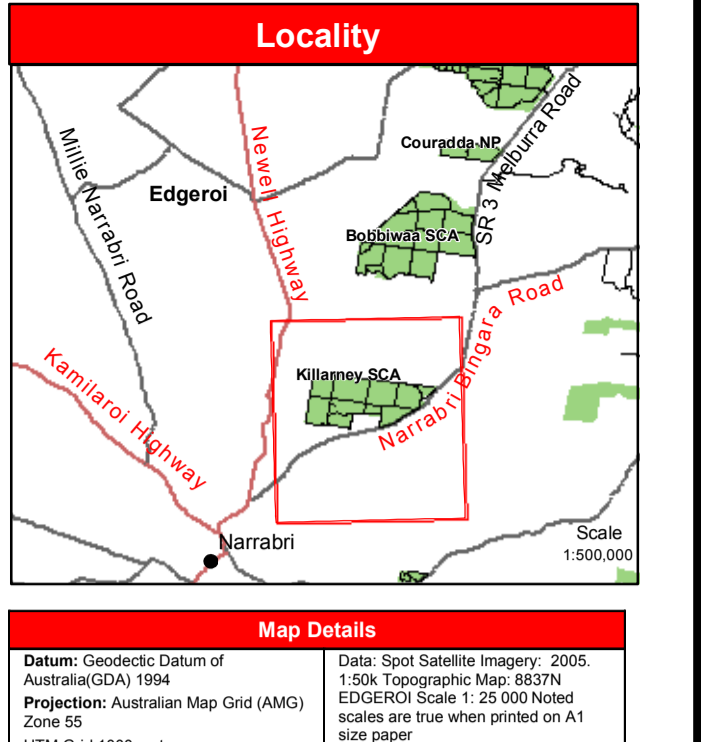 Locality
Couradda NP
SR 3 Melburra Road
Millie Narrabri Road
Newell Highway
Edgeroi
Bobbiwaa SCA
Narrabri Bingara Road
Killarney SCA
Kamilaroi Highway
Narrabri
Scale
1:500,000
Map Details
Datum: Geodectic Datum of
Australia(GDA) 1994
Projection: Australian Map Grid (AMG)
Zone 55
Data: Spot Satellite Imagery: 2005.
1:50k Topographic Map: 8837N
EDGEROI Scale 1: 25 000 Noted
scales are true when printed on A1
size paper